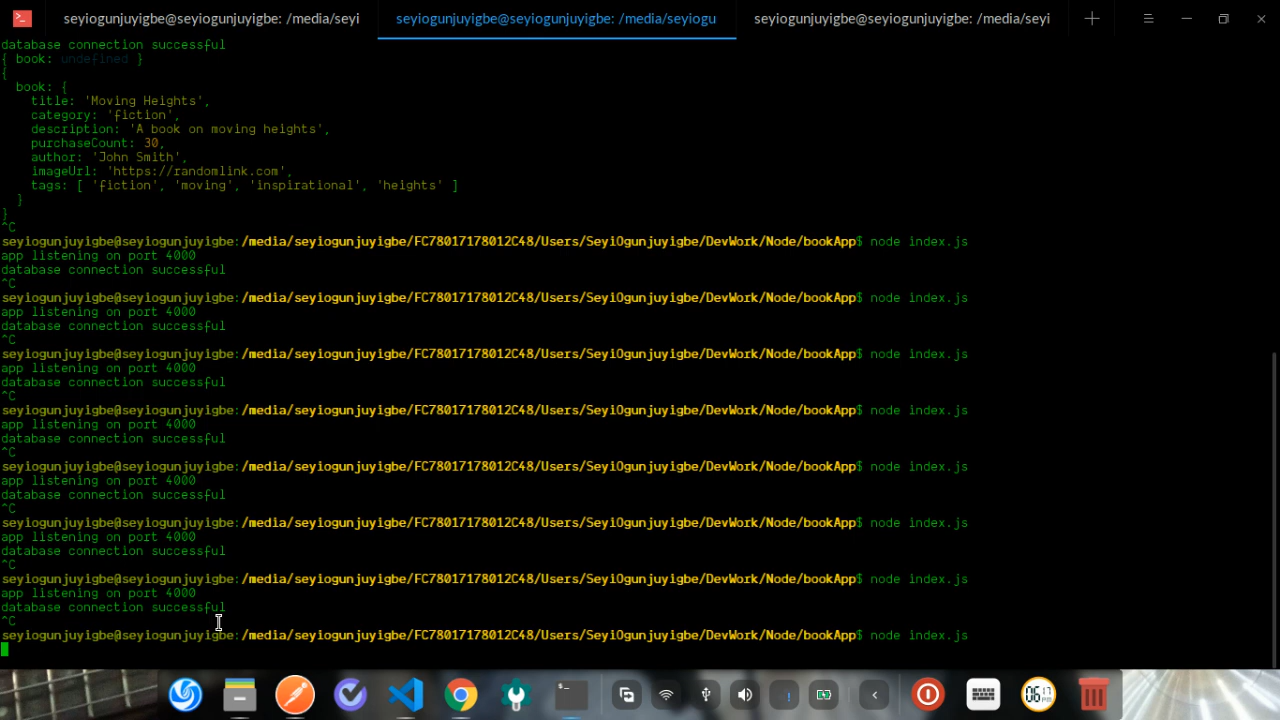 seyiogunjuyigbe@seyiogunjuyigbe: /media/seyi
seyiogunjuyigbe@seyiogunjuyigbe: /media/seyiogu
seyiogunjuyigbe@seyiogunjuyigbe: /media/seyi
database connection successful
{ book: undefined }
{
book: {
title: 'Moving Heights',
category: 'fiction',
description: 'A book on moving heights',
purchaseCount: 30,
author: 'John Smith',
imageUrl: 'https://randomlink.com',
tags: [ 'fiction', 'moving', 'inspirational', 'heights' ]
}
}
^C
seyiogunjuyigbe@seyiogunjuyigbe:/media/seyiogunjuyigbe/FC78017178012C48/Users/SeyiOgunjuyigbe/DevWork/Node/bookApp$ node index.js
app listening on port 4000
database connection successful
^C
seyiogunjuyigbe@seyiogunjuyigbe:/media/seyiogunjuyigbe/FC78017178012C48/Users/SeyiOgunjuyigbe/DevWork/Node/bookApp$ node index.js
app listening on port 4000
database connection successful
^C
seyiogunjuyigbe@seyiogunjuyigbe:/media/seyiogunjuyigbe/FC78017178012C48/Users/SeyiOgunjuyigbe/DevWork/Node/bookApp$ node index.js
app listening on port 4000
database connection successful
^C
seyiogunjuyigbe@seyiogunjuyigbe:/media/seyiogunjuyigbe/FC78017178012C48/Users/SeyiOgunjuyigbe/DevWork/Node/bookApp$ node index.js
app listening on port 4000
database connection successful
^C
seyiogunjuyigbe@seyiogunjuyigbe:/media/seyiogunjuyigbe/FC78017178012C48/Users/SeyiOgunjuyigbe/DevWork/Node/bookApp$ node index.js
app listening on port 4000
database connection successful
^C
seyiogunjuyigbe@seyiogunjuyigbe:/media/seyiogunjuyigbe/FC78017178012C48/Users/SeyiOgunjuyigbe/DevWork/Node/bookApp$ node index.js
app listening on port 4000
database connection successful
^C
seyiogunjuyigbe@seyiogunjuyigbe:/media/seyiogunjuyigbe/FC78017178012C48/Users/SeyiOgunjuyigbe/DevWork/Node/bookApp$ node index.js
app listening on port 4000
database connection successful
^C
seyiogunjuyigbe@seyiogunjuyigbe:/media/seyiogunjuyigbe/FC78017178012C48/Users/SeyiOgunjuyigbe/DevWork/Node/bookApp$ node index.js